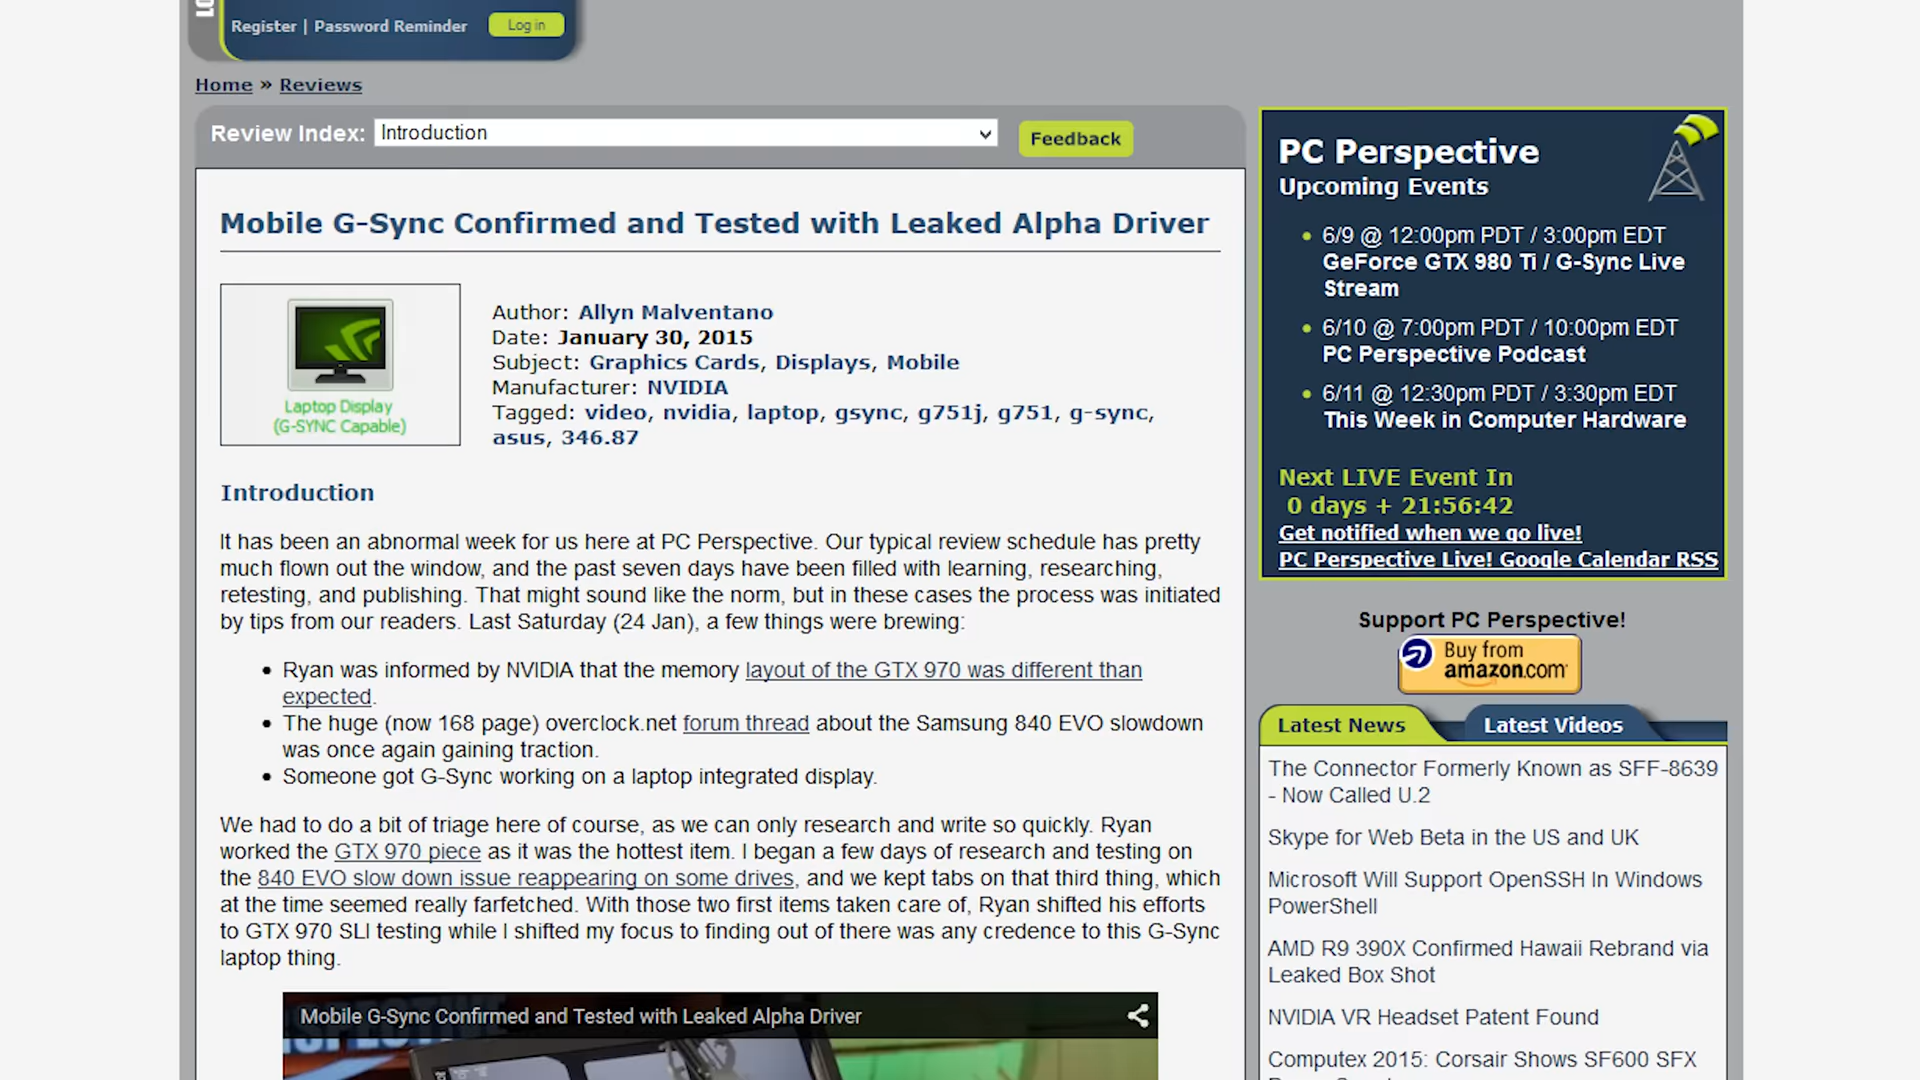 Register | Password Reminder
Log in
Home » Reviews
Review Index:
Introduction
Feedback
Mobile G-Sync Confirmed and Tested with Leaked Alpha Driver
Laptop Display
(G-SYNC Capable)
Author: Allyn Malventano
Date: January 30, 2015
Subject: Graphics Cards, Displays, Mobile
Manufacturer: NVIDIA
Tagged: video, nvidia, laptop, gsync, g751j, g751, g-sync,
asus, 346.87
Introduction
It has been an abnormal week for us here at PC Perspective. Our typical review schedule has pretty
much flown out the window, and the past seven days have been filled with learning, researching,
retesting, and publishing. That might sound like the norm, but in these cases the process was initiated
by tips from our readers. Last Saturday (24 Jan), a few things were brewing:
• Ryan was informed by NVIDIA that the memory layout of the GTX 970 was different than
expected.
• The huge (now 168 page) overclock.net forum thread about the Samsung 840 EVO slowdown
was once again gaining traction.
• Someone got G-Sync working on a laptop integrated display.
We had to do a bit of triage here of course, as we can only research and write so quickly. Ryan
worked the GTX 970 piece as it was the hottest item. I began a few days of research and testing on
the 840 EVO slow down issue reappearing on some drives, and we kept tabs on that third thing, which
at the time seemed really farfetched. With those two first items taken care of, Ryan shifted his efforts
to GTX 970 SLI testing while I shifted my focus to finding out of there was any credence to this G-Sync
laptop thing.
Mobile G-Sync Confirmed and Tested with Leaked Alpha Driver
PC Perspective
Upcoming Events
• 6/9 @ 12:00pm PDT / 3:00pm EDT
GeForce GTX 980 Ti / G-Sync Live
Stream
• 6/10 @ 7:00pm PDT / 10:00pm EDT
PC Perspective Podcast
• 6/11 @ 12:30pm PDT / 3:30pm EDT
This Week in Computer Hardware
Next LIVE Event In
0 days + 21:56:42
Get notified when we go live!
PC Perspective Live! Google Calendar RSS
Support PC Perspective!
Buy from
amazon.com
Latest News
Latest Videos
The Connector Formerly Known as SFF-8639
- Now Called U.2
Skype for Web Beta in the US and UK
Microsoft Will Support OpenSSH In Windows
PowerShell
AMD R9 390X Confirmed Hawaii Rebrand via
Leaked Box Shot
NVIDIA VR Headset Patent Found
Computex 2015: Corsair Shows SF600 SFX